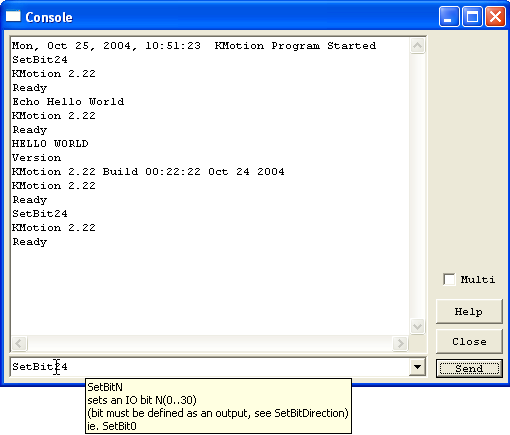 Console
Mon, Oct 25, 2004, 10:51:23  KMotion Program Started
SetBit24
KMotion 2.22
Ready
Echo Hello World
KMotion 2.22
Ready
HELLO WORLD
Version
KMotion 2.22 Build 00:22:22 Oct 24 2004
KMotion 2.22
Ready
SetBit24
KMotion 2.22
Ready
Multi
Help
Close
Send
SetBit24
SetBitN
sets an IO bit N(0..30)
(bit must be defined as an output, see SetBitDirection)
ie. SetBit0